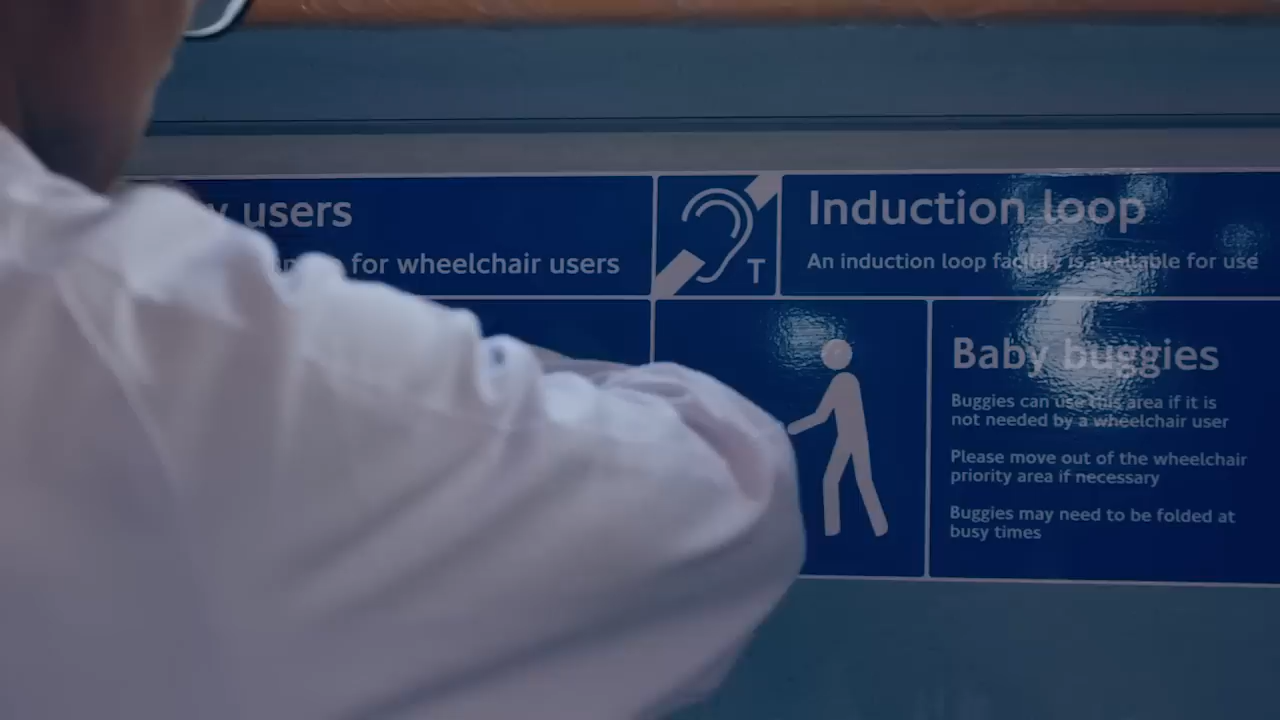 users
for wheelchair users
T
Induction loop
An induction loop facility is available for use
Baby buggies
Buggies can use this area if it is
not needed by a wheelchair user
Please move out of the wheelchair
priority area if necessary
Buggies may need to be folded at
busy times